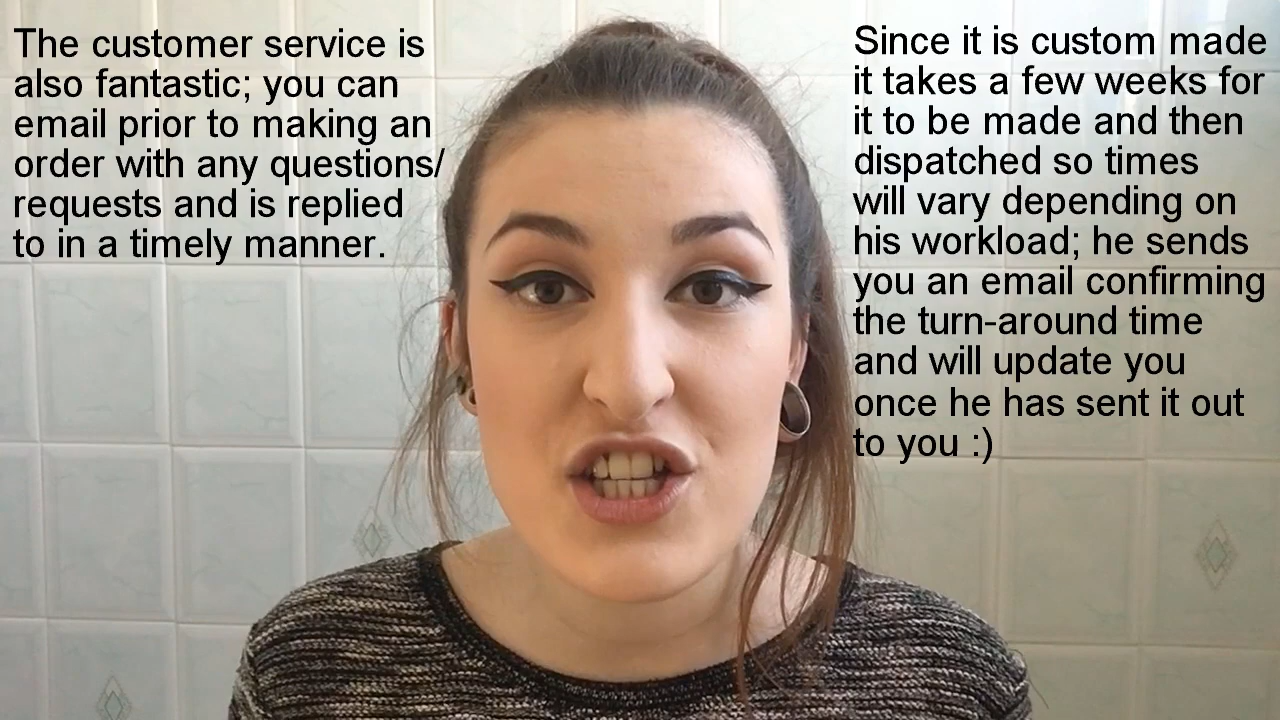 The customer service is
also fantastic; you can
email prior to making an
order with any questions/
requests and is replied
to in a timely manner.
Since it is custom made
it takes a few weeks for
it to be made and then
dispatched so times
will vary depending on
his workload; he sends
you an email confirming
the turn-around time
and will update you
once he has sent it out
to you :)